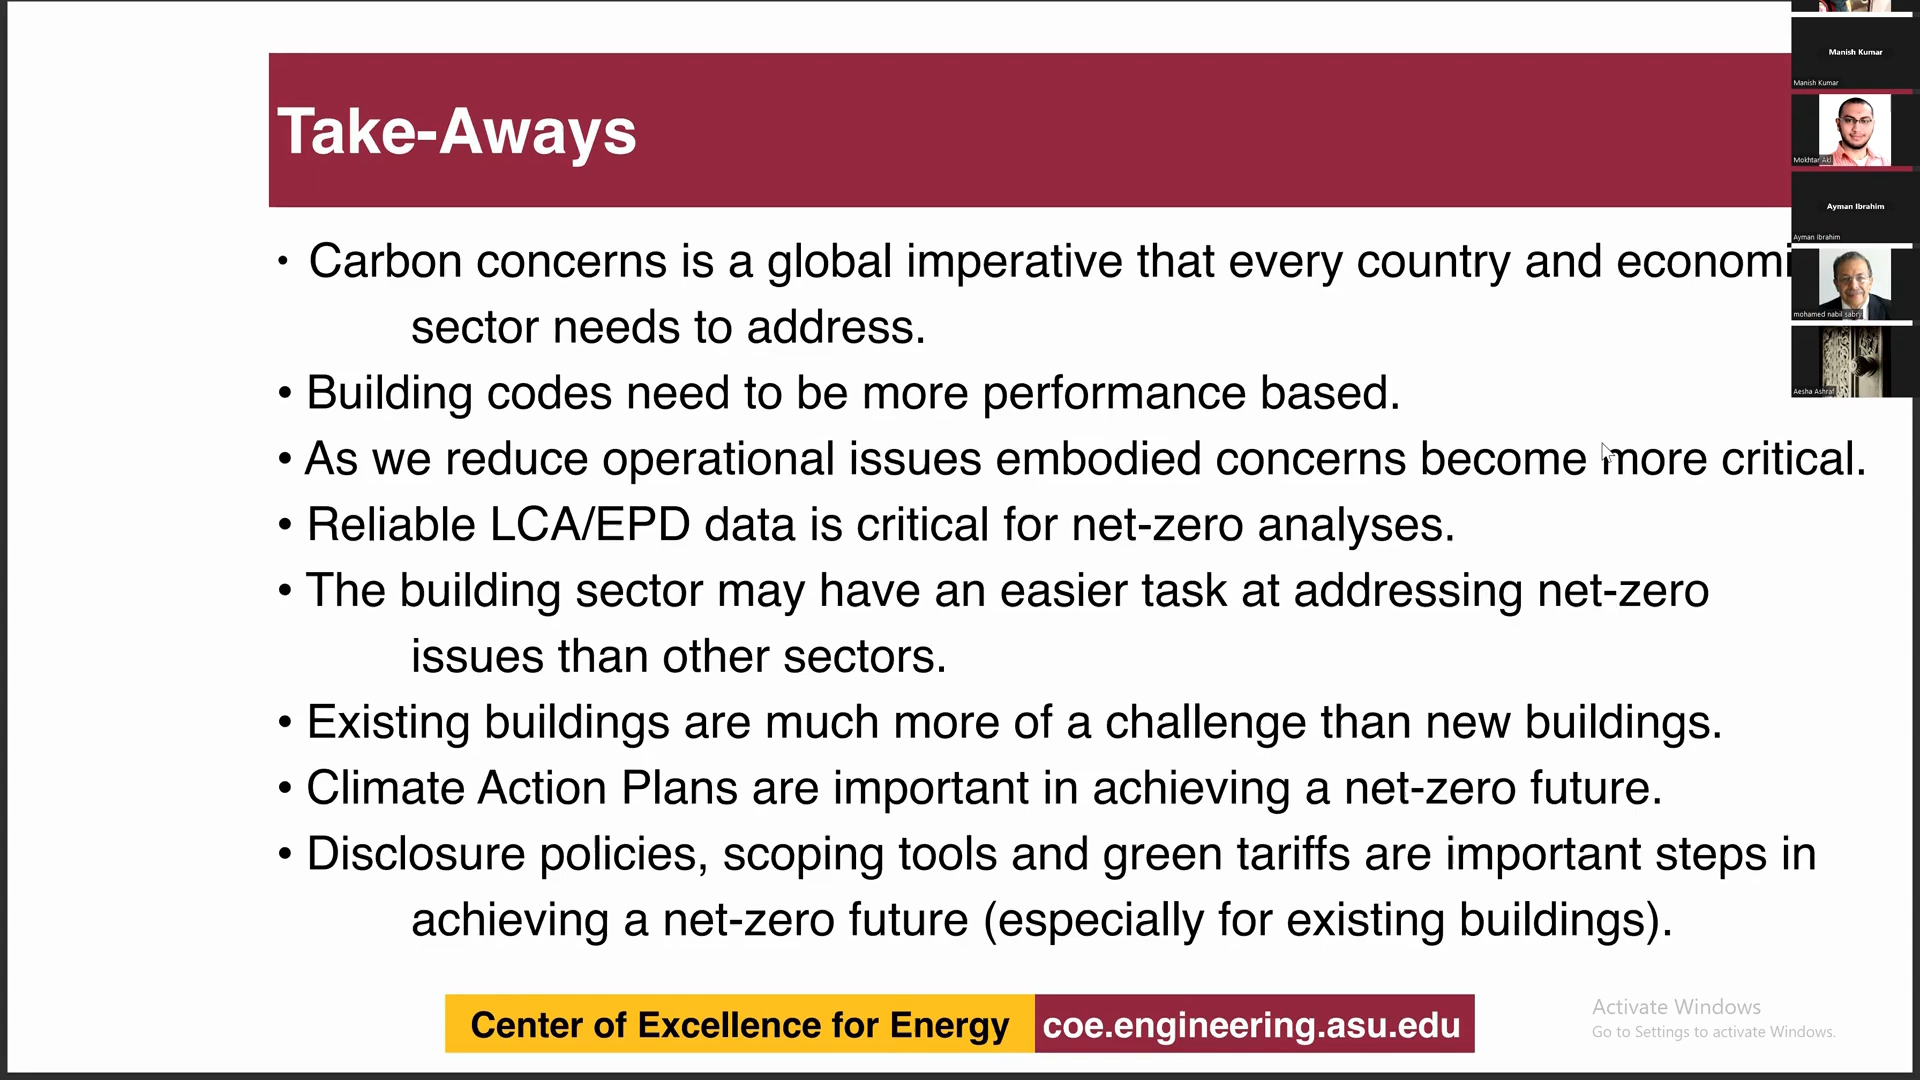 Take-Aways
• Carbon concerns is a global imperative that every country and economi
sector needs to address.
• Building codes need to be more performance based.
• As we reduce operational issues embodied concerns become more critical.
• Reliable LCA/EPD data is critical for net-zero analyses.
• The building sector may have an easier task at addressing net-zero
issues than other sectors.
• Existing buildings are much more of a challenge than new buildings.
• Climate Action Plans are important in achieving a net-zero future.
• Disclosure policies, scoping tools and green tariffs are important steps in
achieving a net-zero future (especially for existing buildings).
Center of Excellence for Energy coe.engineering.asu.edu
Manish Kumar
Manish Kumar
Mokhtar Akl
Ayman Ibrahim
Ayman Ibrahim
mohamed nabil sabry
Aesha Ashraf
Activate Windows
Go to Settings to activate Windows.